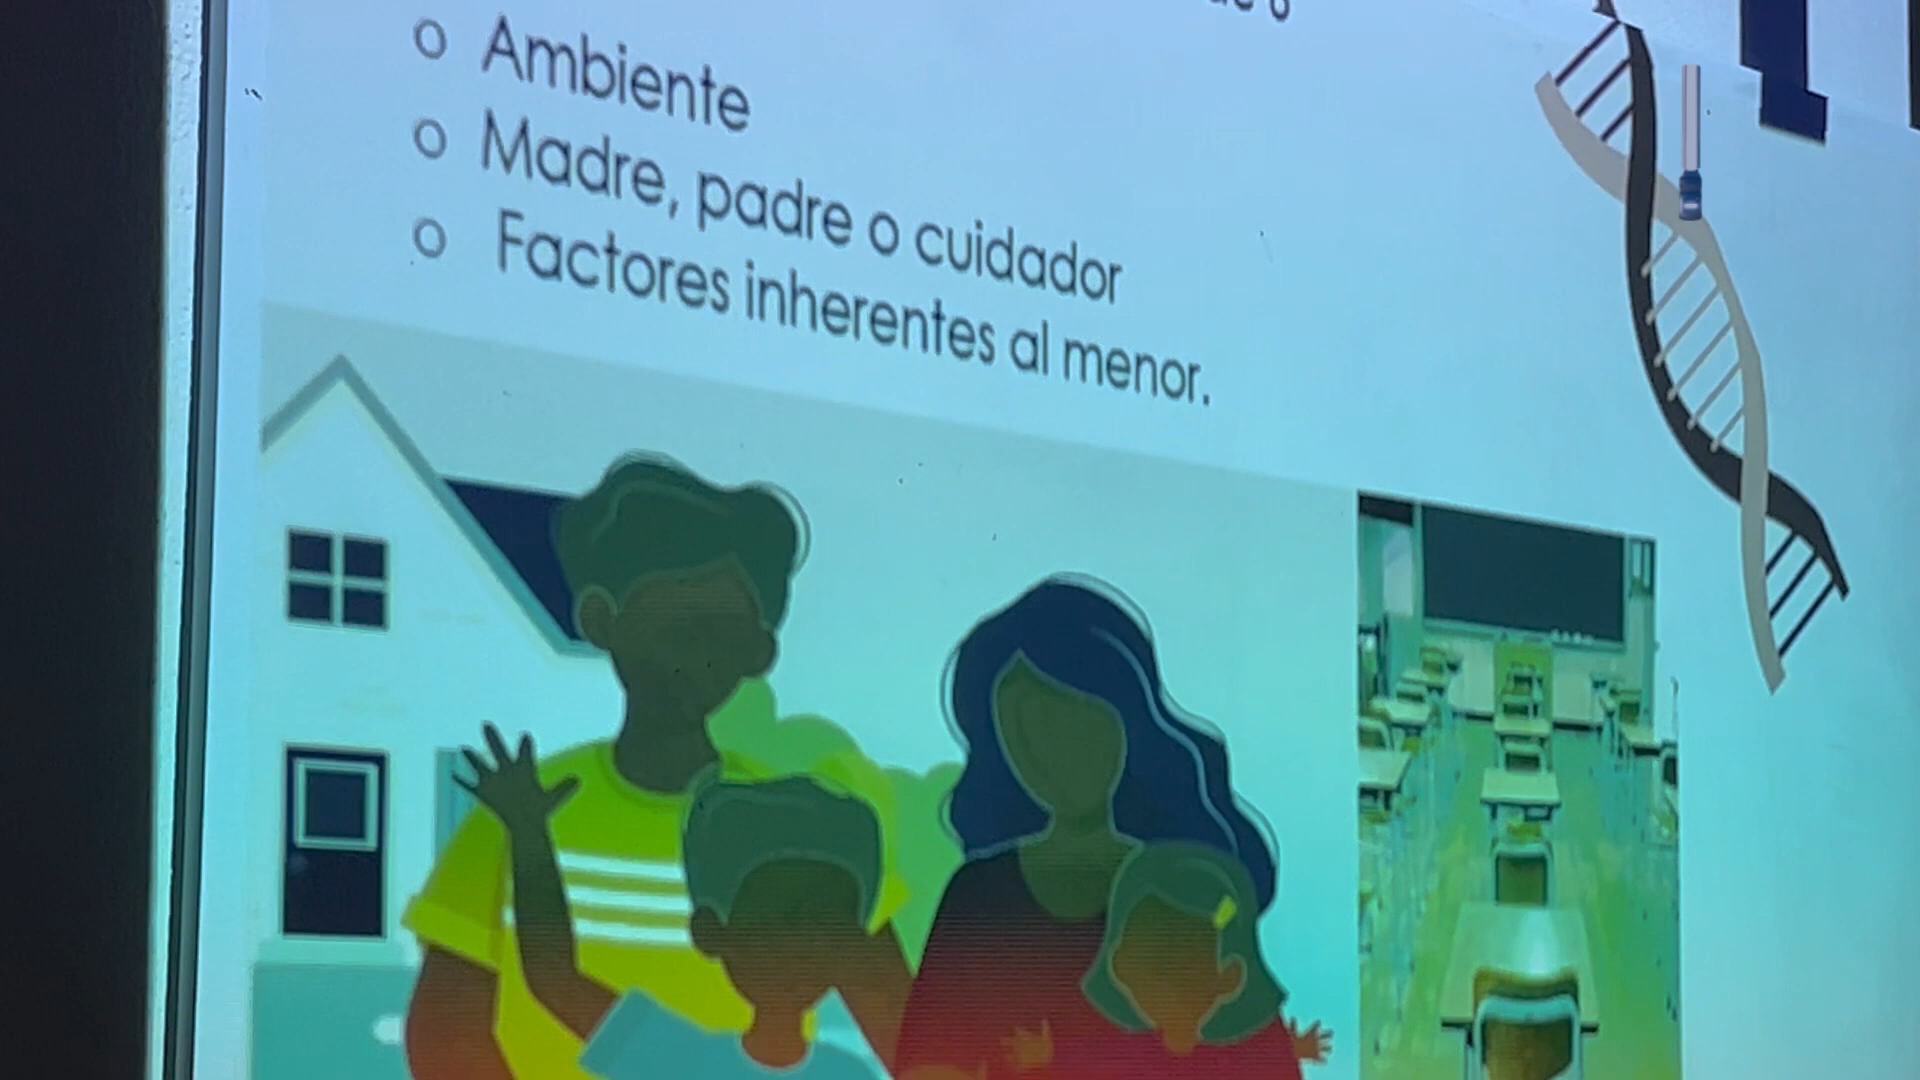 o Ambiente
o Madre, padre o cuidador
o Factores inherentes al menor.